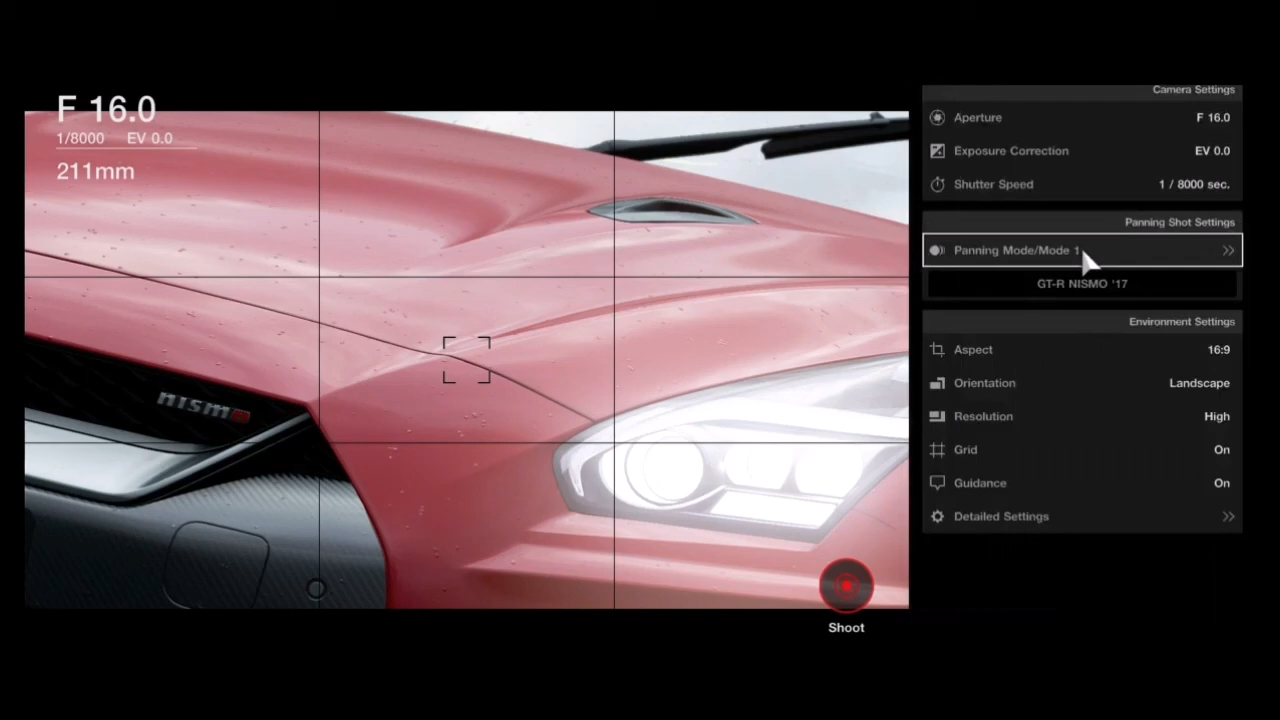 F 16.0
1/8000 EV 0.0
211mm
nismo
Shoot
Camera Settings
Aperture F 16.0
Exposure Correction EV 0.0
Shutter Speed 1 / 8000 sec.
Panning Shot Settings
Panning Mode/Mode 1
GT-R NISMO '17
Environment Settings
Aspect 16:9
Orientation Landscape
Resolution High
Grid On
Guidance On
Detailed Settings